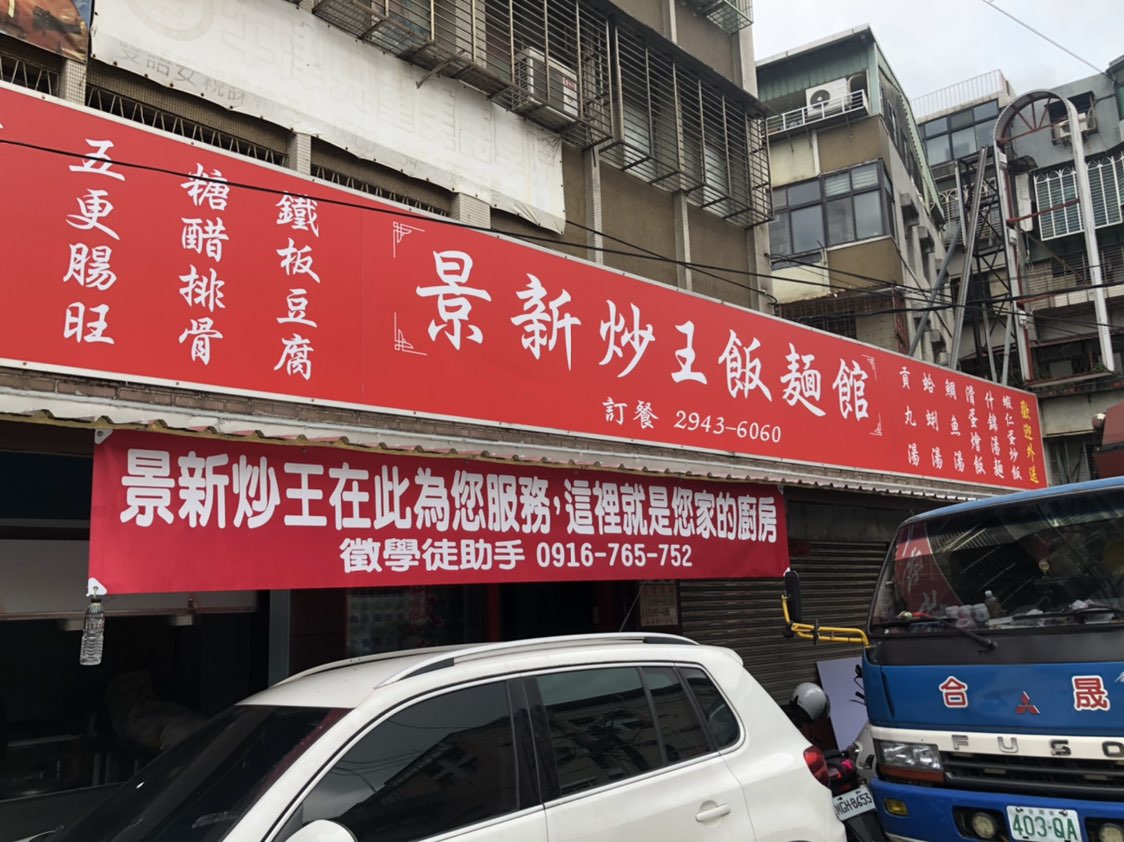 五更腸旺
糖醋排骨
鐵板豆腐
景新炒王飯麵館
訂餐 2943-6060
歡迎外送
蝦仁蛋炒飯
什錦湯麵
滑蛋燴飯
鯛魚湯
蛤蜊湯
貢丸湯
景新炒王在此為您服務，這裡就是您家的廚房
徵學徒助手 0916-765-752
合 晟
FUSO
403-QA